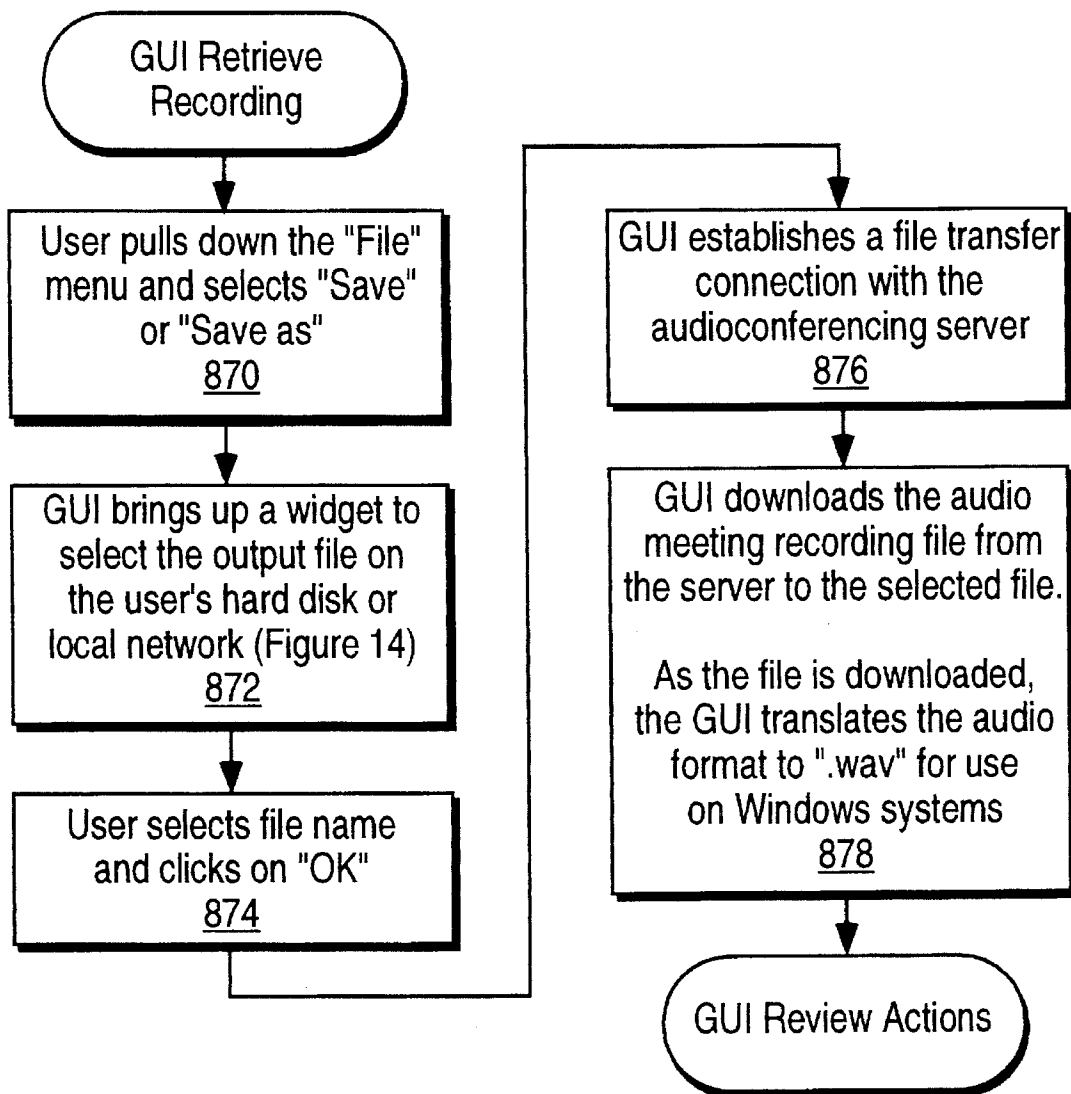 GUI Retrieve
Recording
User pulls down the "File"
menu and selects "Save"
or "Save as"
870
GUI brings up a widget to
select the output file on
the user's hard disk or
local network (Figure 14)
872
User selects file name
and clicks on "OK"
874
GUI establishes a file transfer
connection with the
audioconferencing server
876
GUI downloads the audio
meeting recording file from
the server to the selected file.
As the file is downloaded,
the GUI translates the audio
format to ".wav" for use
on Windows systems
878
GUI Review Actions